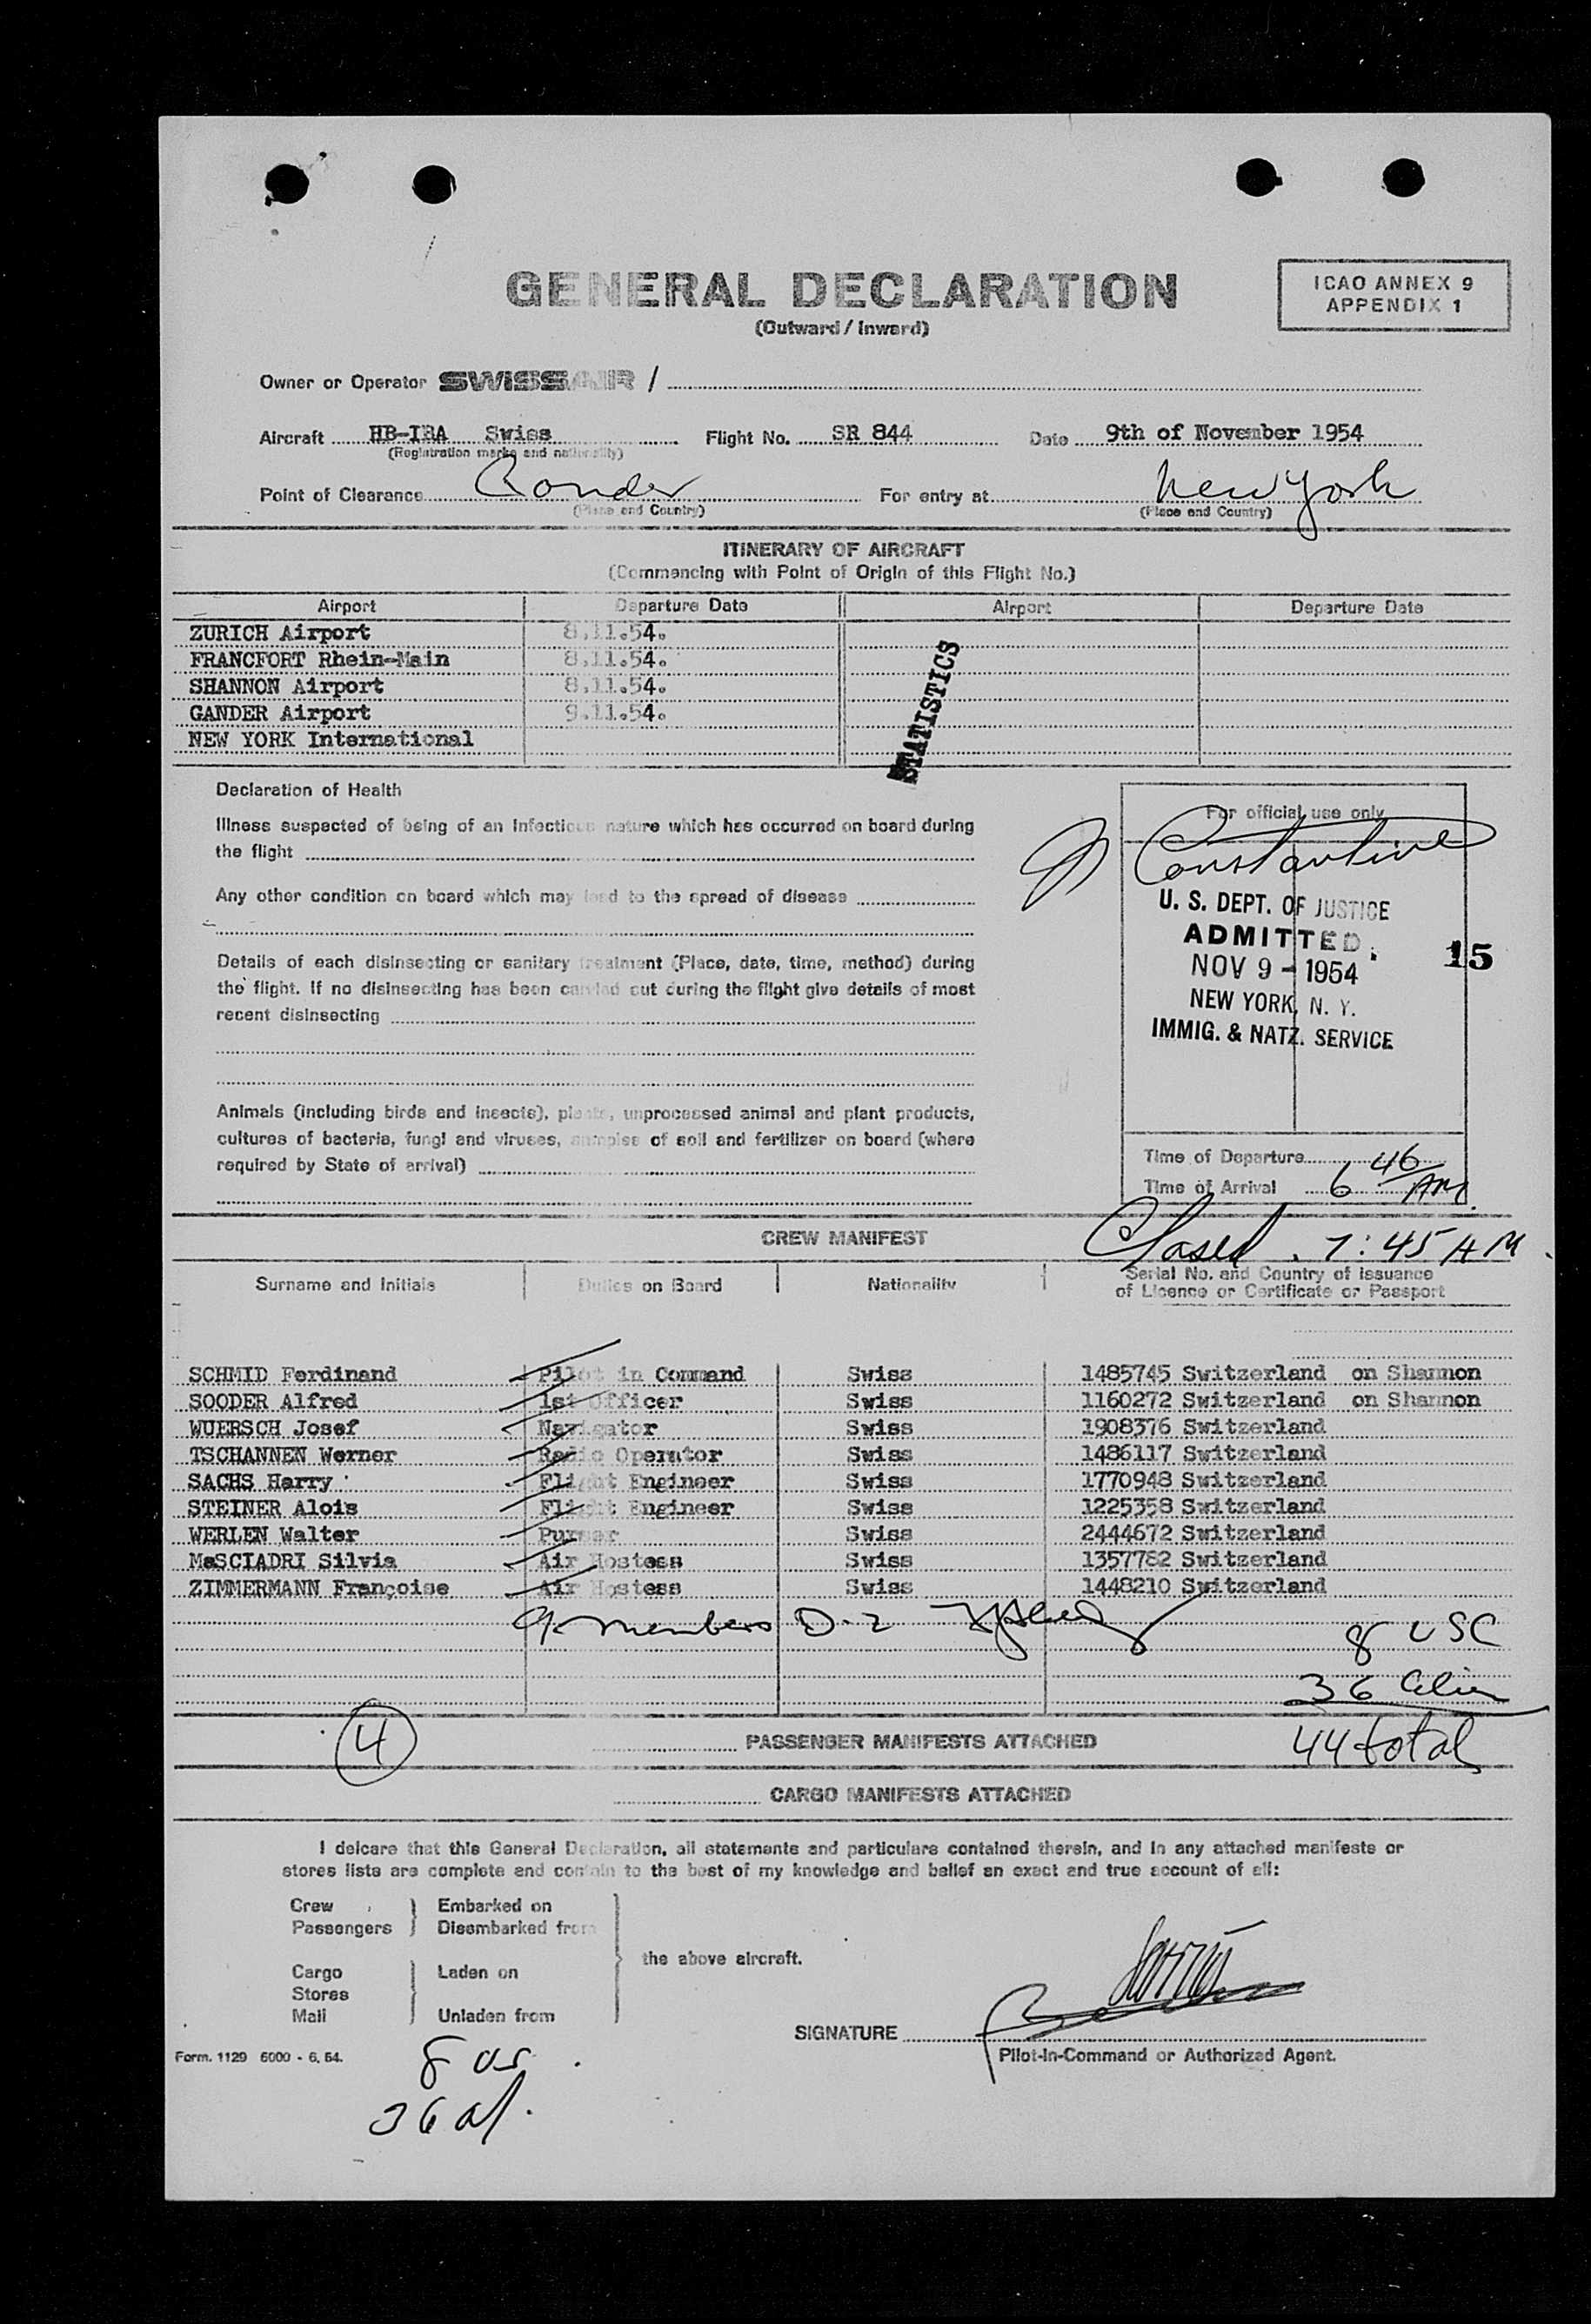 GENERAL DECLARATION
(Outward / Inward)
ICAO ANNEX 9
APPENDIX 1
Owner or Operator SWISSAIR /
Aircraft HB-IBA Swiss Flight No. SR 844 Date 9th of November 1954
(Registration marks and nationality)
Point of Clearance Gander For entry at New York
(Place and Country) (Place and Country)
ITINERARY OF AIRCRAFT
(Commencing with Point of Origin of this Flight No.)
Airport Departure Date Airport Departure Date
ZURICH Airport 8.11.54.
FRANCFORT Rhein-Main 8.11.54.
SHANNON Airport 8.11.54.
GANDER Airport 9.11.54.
NEW YORK International
STATISTICS
Declaration of Health
Illness suspected of being of an infectious nature which has occurred on board during
the flight
Any other condition on board which may lead to the spread of disease
Details of each disinsecting or sanitary treatment (Place, date, time, method) during
the flight. If no disinsecting has been carried out during the flight give details of most
recent disinsecting
Animals (including birds and insects), plants, unprocessed animal and plant products,
cultures of bacteria, fungi and viruses, samples of soil and fertilizer on board (where
required by State of arrival)
For official use only
Constantine
U. S. DEPT. OF JUSTICE
ADMITTED
15
NOV 9 - 1954
NEW YORK, N. Y.
IMMIG. & NATZ. SERVICE
Time of Departure
Time of Arrival 6 46 AM
CREW MANIFEST
Closed . 7:45 AM
Surname and Initials Duties on Board Nationality Serial No. and Country of issuance
of Licence or Certificate or Passport
SCHMID Ferdinand Pilot in Command Swiss 1485745 Switzerland on Shannon
SOODER Alfred 1st Officer Swiss 1160272 Switzerland on Shannon
WUERSCH Josef Navigator Swiss 1908376 Switzerland
TSCHANNEN Werner Radio Operator Swiss 1486117 Switzerland
SACHS Harry Flight Engineer Swiss 1770948 Switzerland
STEINER Alois Flight Engineer Swiss 1225358 Switzerland
WERLEN Walter Purser Swiss 2444672 Switzerland
MaSCIADRI Silvia Air Hostess Swiss 1357782 Switzerland
ZIMMERMANN Françoise Air Hostess Swiss 1448210 Switzerland
9 members D-2
8 USC
36 Alien
4 PASSENGER MANIFESTS ATTACHED 44 total
CARGO MANIFESTS ATTACHED
I delcare that this General Declaration, all statements and particulars contained therein, and in any attached manifests or
stores lists are complete and contain to the best of my knowledge and belief an exact and true account of all:
Crew Embarked on
Passengers Disembarked from
the above aircraft.
Cargo Laden on
Stores
Mail Unladen from
SIGNATURE
Pilot-in-Command or Authorized Agent.
Form. 1129 6000 - 6. 54.
8 us
36 al.